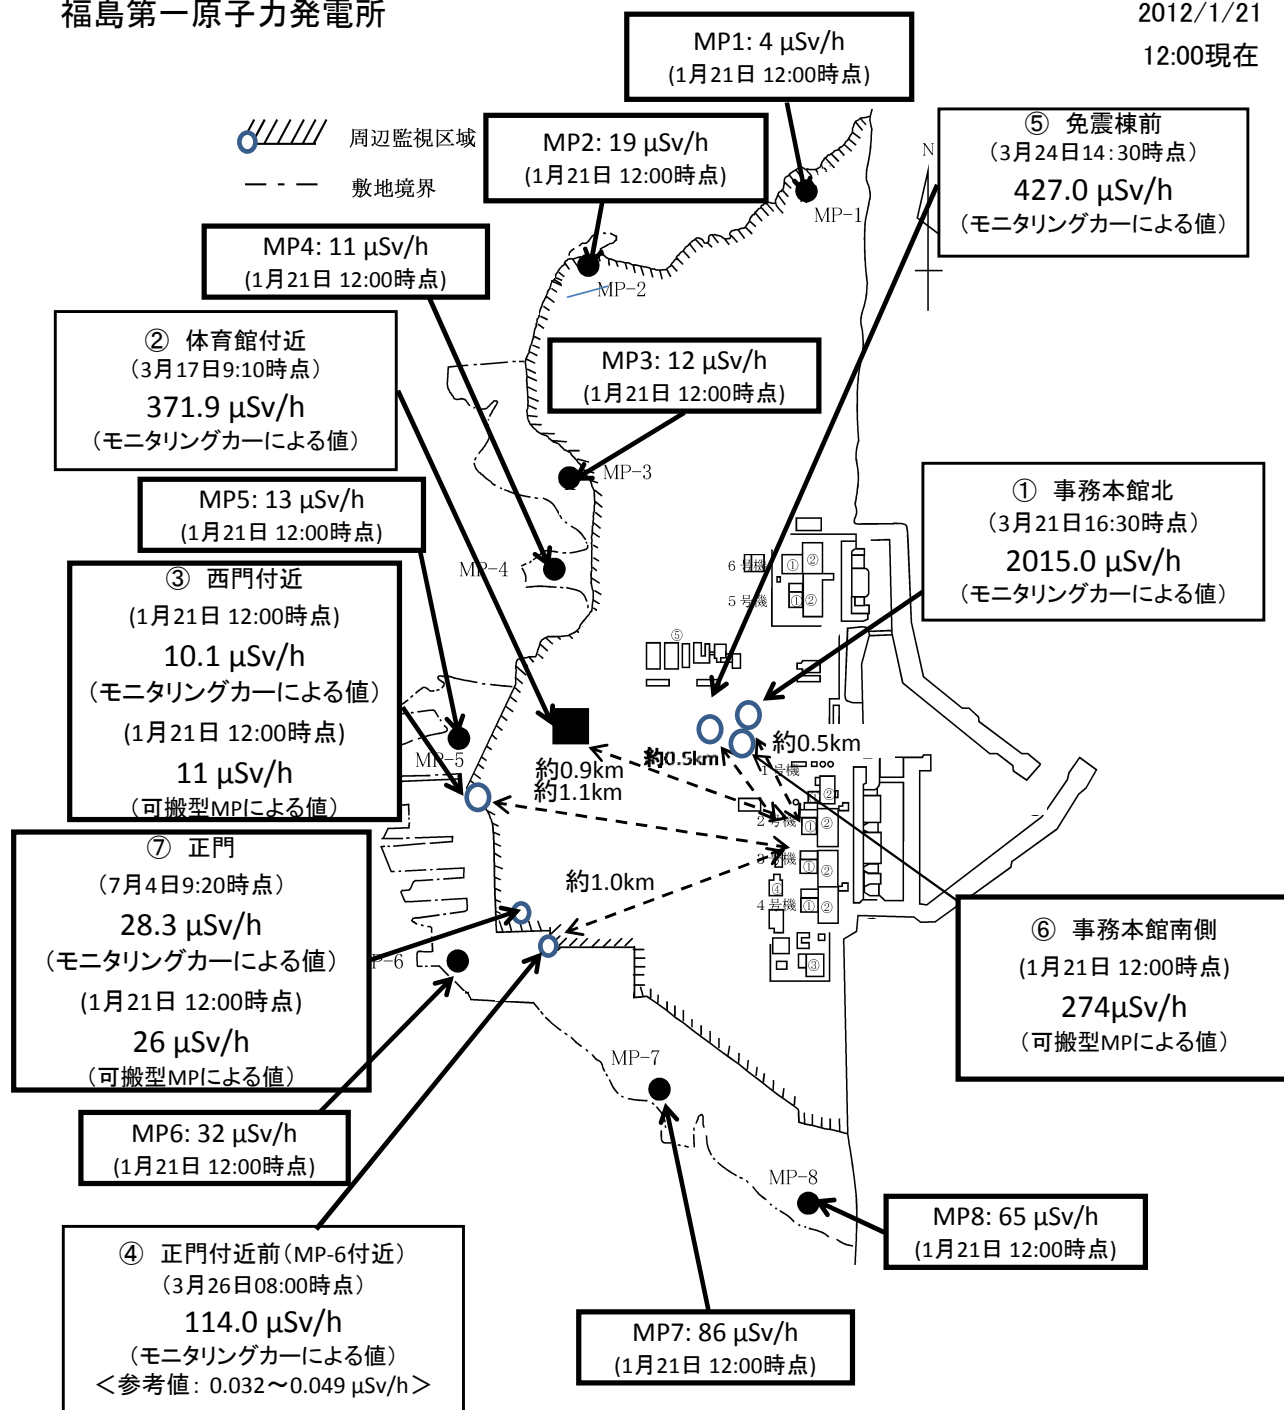 福島第一原子力発電所
2012/1/21
12:00現在
周辺監視区域
敷地境界
MP1: 4 μSv/h
(1月21日 12:00時点)
MP2: 19 μSv/h
(1月21日 12:00時点)
MP4: 11 μSv/h
(1月21日 12:00時点)
⑤ 免震棟前
(3月24日14:30時点)
427.0 μSv/h
(モニタリングカーによる値)
N
MP-1
MP-2
② 体育館付近
(3月17日9:10時点)
371.9 μSv/h
(モニタリングカーによる値)
MP3: 12 μSv/h
(1月21日 12:00時点)
MP-3
MP5: 13 μSv/h
(1月21日 12:00時点)
① 事務本館北
(3月21日16:30時点)
2015.0 μSv/h
(モニタリングカーによる値)
MP-4
③ 西門付近
(1月21日 12:00時点)
10.1 μSv/h
(モニタリングカーによる値)
(1月21日 12:00時点)
11 μSv/h
(可搬型MPによる値)
6号機
① ②
5号機
① ②
⑤
MP-5
約0.9km
約1.1km
約0.5km
約0.5km
1号機
②
2号機
① ②
3号機
① ②
④
4号機
① ②
③
約1.0km
⑦ 正門
(7月4日9:20時点)
28.3 μSv/h
(モニタリングカーによる値)
(1月21日 12:00時点)
26 μSv/h
(可搬型MPによる値)
P-6
⑥ 事務本館南側
(1月21日 12:00時点)
274μSv/h
(可搬型MPによる値)
MP-7
MP6: 32 μSv/h
(1月21日 12:00時点)
MP-8
MP8: 65 μSv/h
(1月21日 12:00時点)
④ 正門付近前(MP-6付近)
(3月26日08:00時点)
114.0 μSv/h
(モニタリングカーによる値)
<参考値: 0.032~0.049 μSv/h>
MP7: 86 μSv/h
(1月21日 12:00時点)